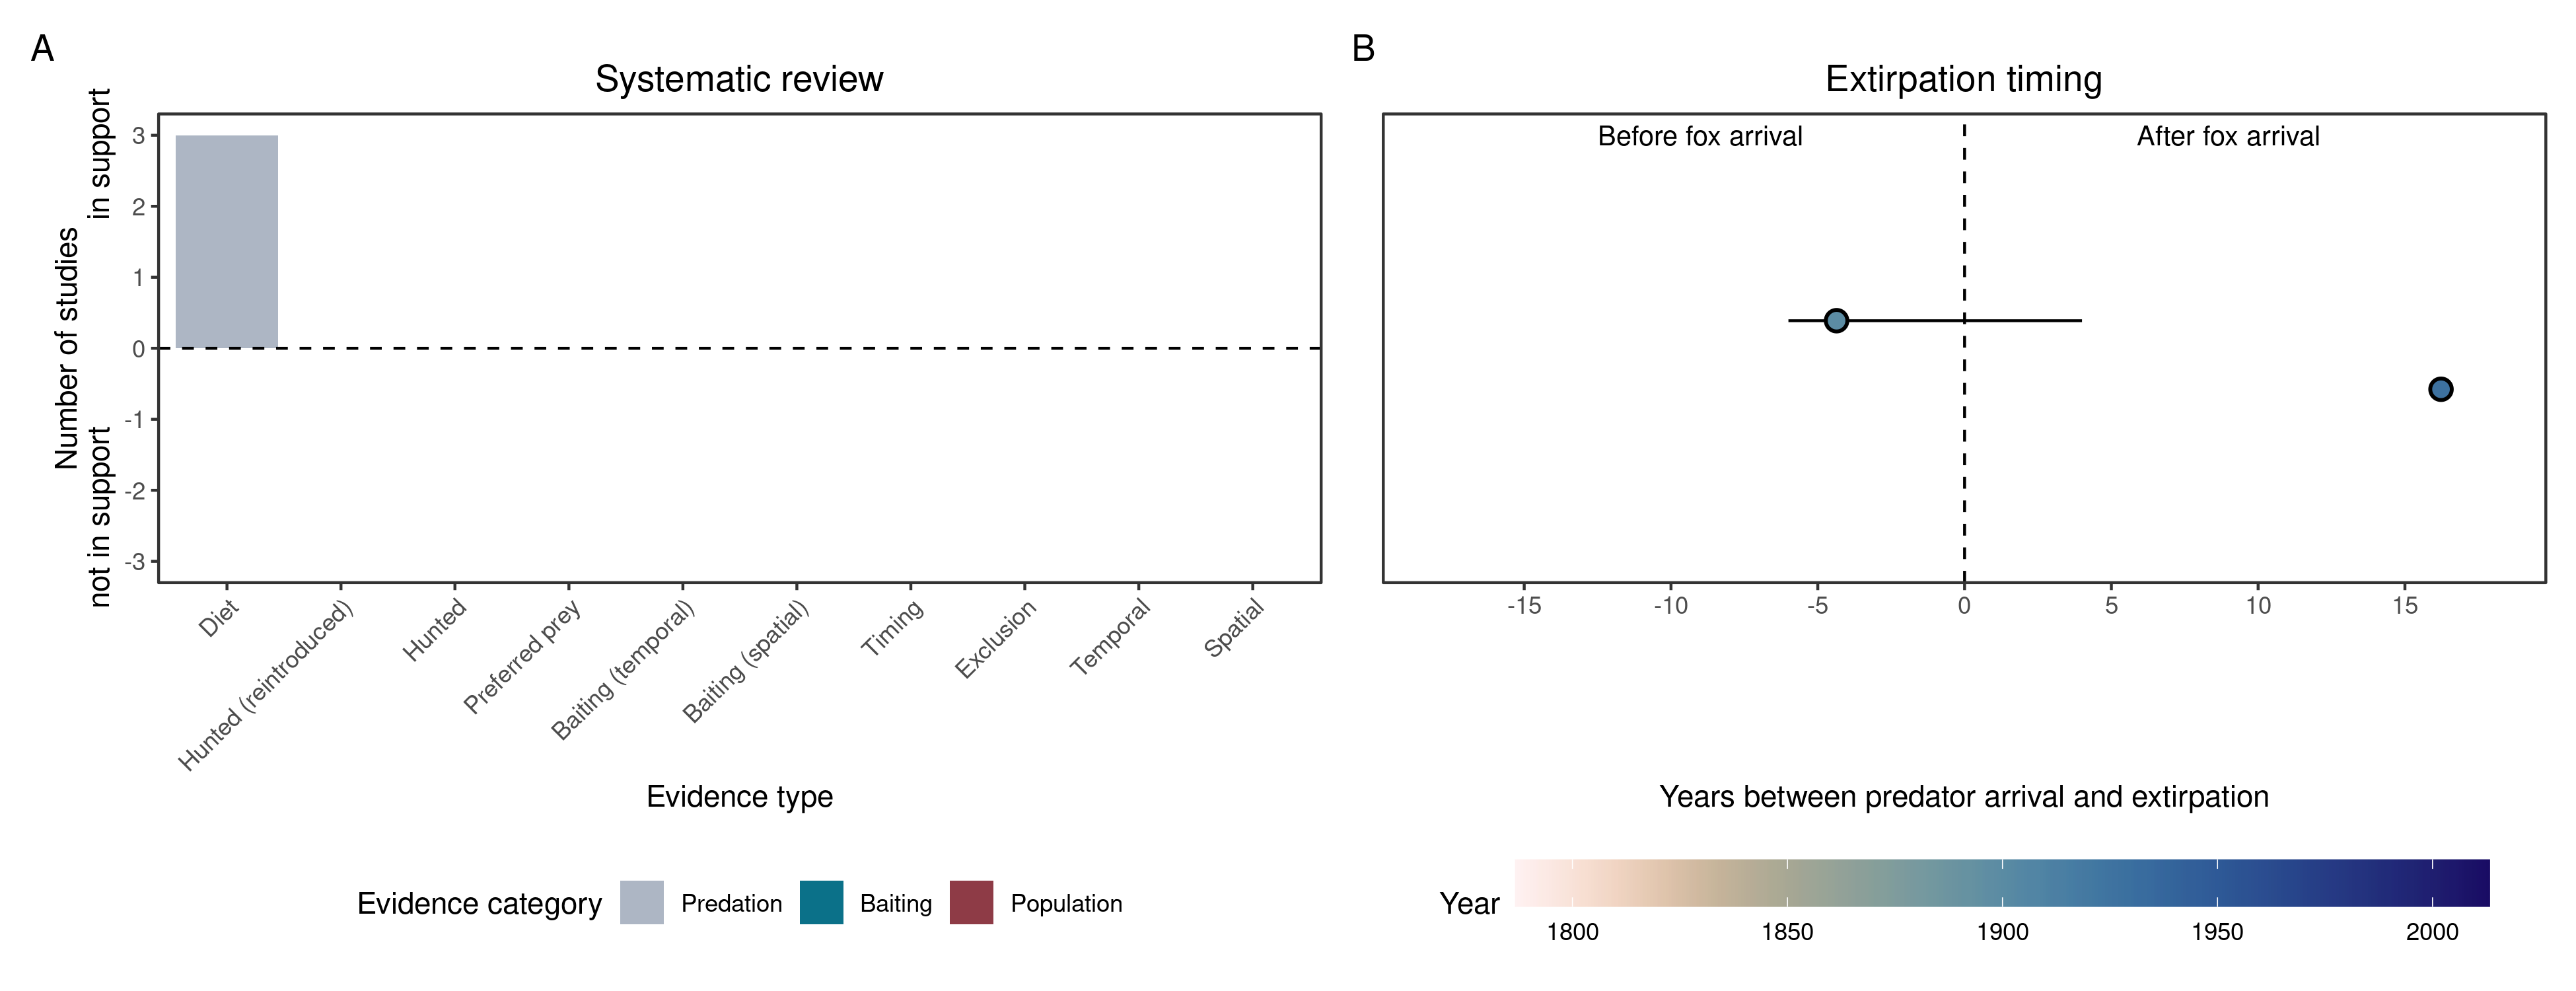 A
Systematic review
Number of studies
in support
not in support
3
2
1
0
-1
-2
-3
Diet
Hunted (reintroduced)
Hunted
Preferred prey
Baiting (temporal)
Baiting (spatial)
Timing
Exclusion
Temporal
Spatial
Evidence type
Evidence category
Predation
Baiting
Population
B
Extirpation timing
Before fox arrival
After fox arrival
-15
-10
-5
0
5
10
15
Years between predator arrival and extirpation
Year
1800
1850
1900
1950
2000